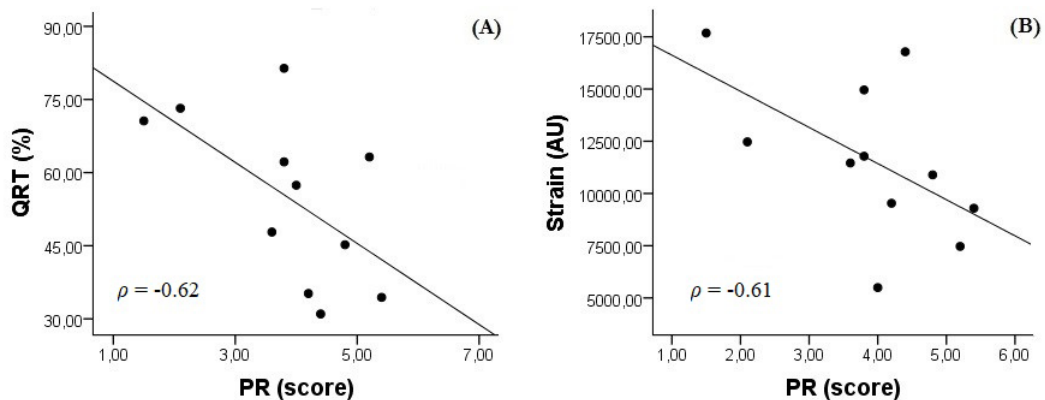 (A)
90,00
75,00
60,00
45,00
30,00
QRT (%)
ρ = -0.62
1,00 3,00 5,00 7,00
PR (score)
(B)
17500,00
15000,00
12500,00
10000,00
7500,00
5000,00
Strain (AU)
ρ = -0.61
1,00 2,00 3,00 4,00 5,00 6,00
PR (score)